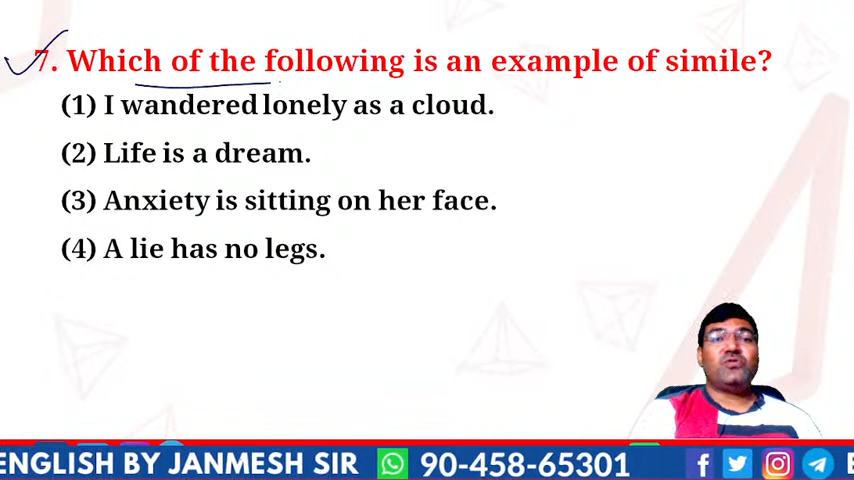 7. Which of the following is an example of simile?
(1) I wandered lonely as a cloud.
(2) Life is a dream.
(3) Anxiety is sitting on her face.
(4) A lie has no legs.
ENGLISH BY JANMESH SIR 90-458-65301